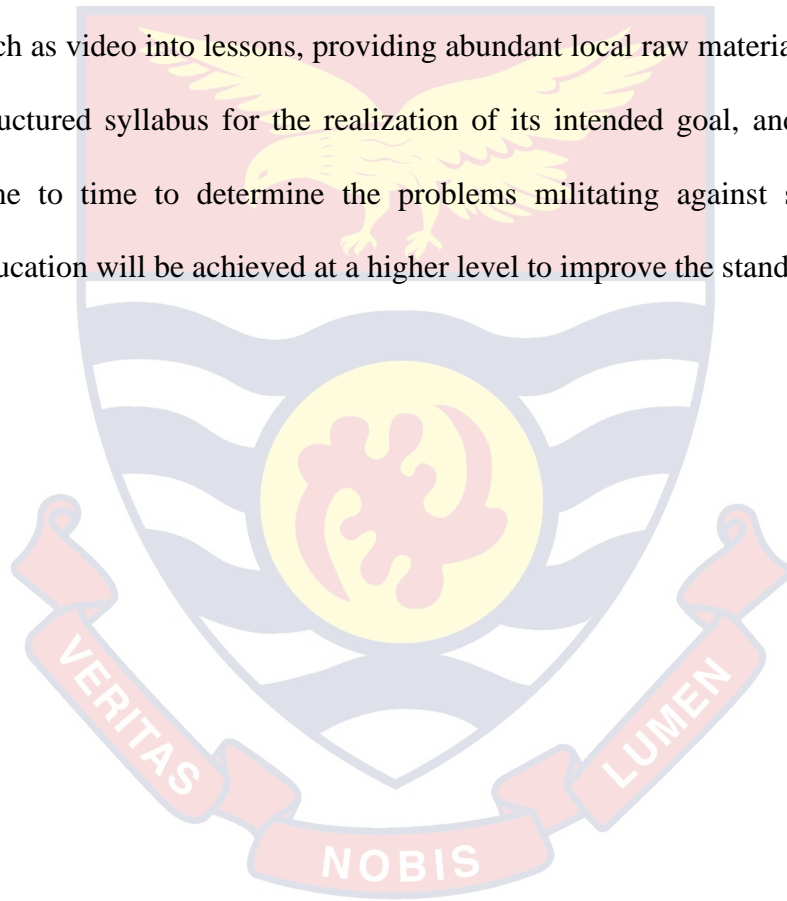 ch as video into lessons, providing abundant local raw materia
uctured syllabus for the realization of its intended goal, and
ne to time to determine the problems militating against s
ucation will be achieved at a higher level to improve the stand
VERITAS
NOBIS
LUMEN